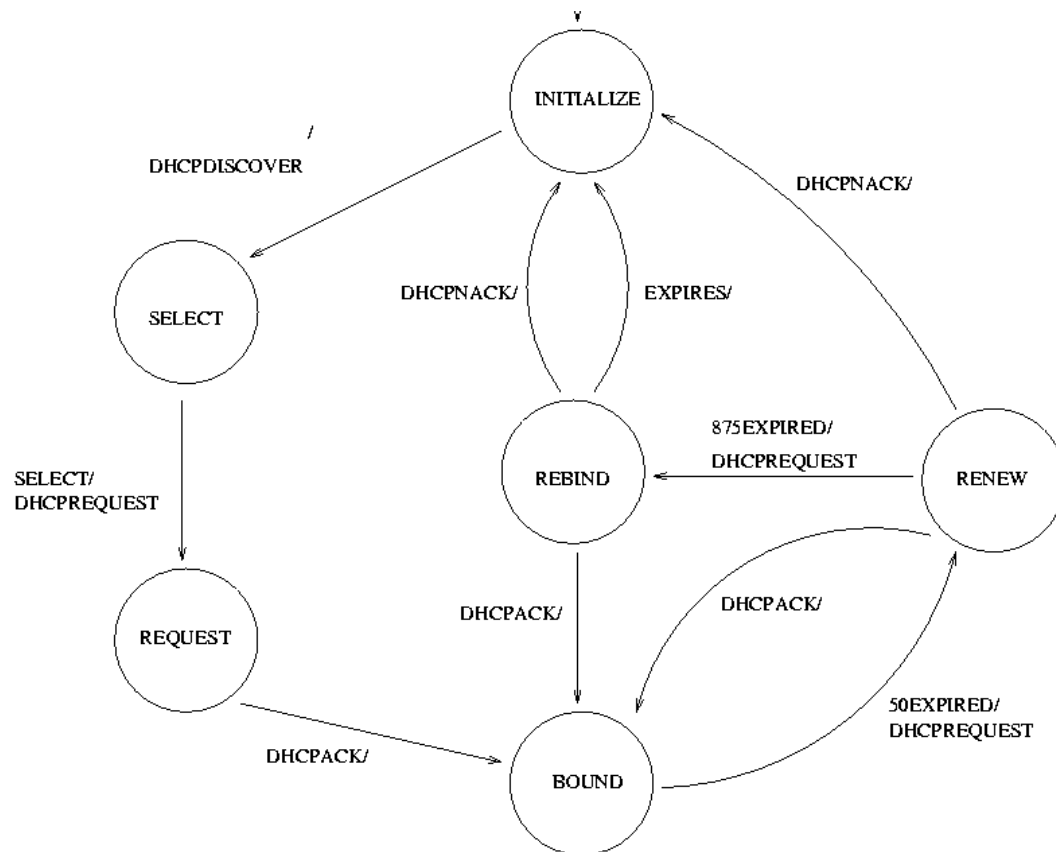 INITIALIZE
/
DHCPDISCOVER
DHCPNACK/
DHCPNACK/
EXPIRES/
SELECT
875EXPIRED/
DHCPREQUEST
SELECT/
DHCPREQUEST
REBIND
RENEW
DHCPACK/
DHCPACK/
REQUEST
50EXPIRED/
DHCPREQUEST
DHCPACK/
BOUND